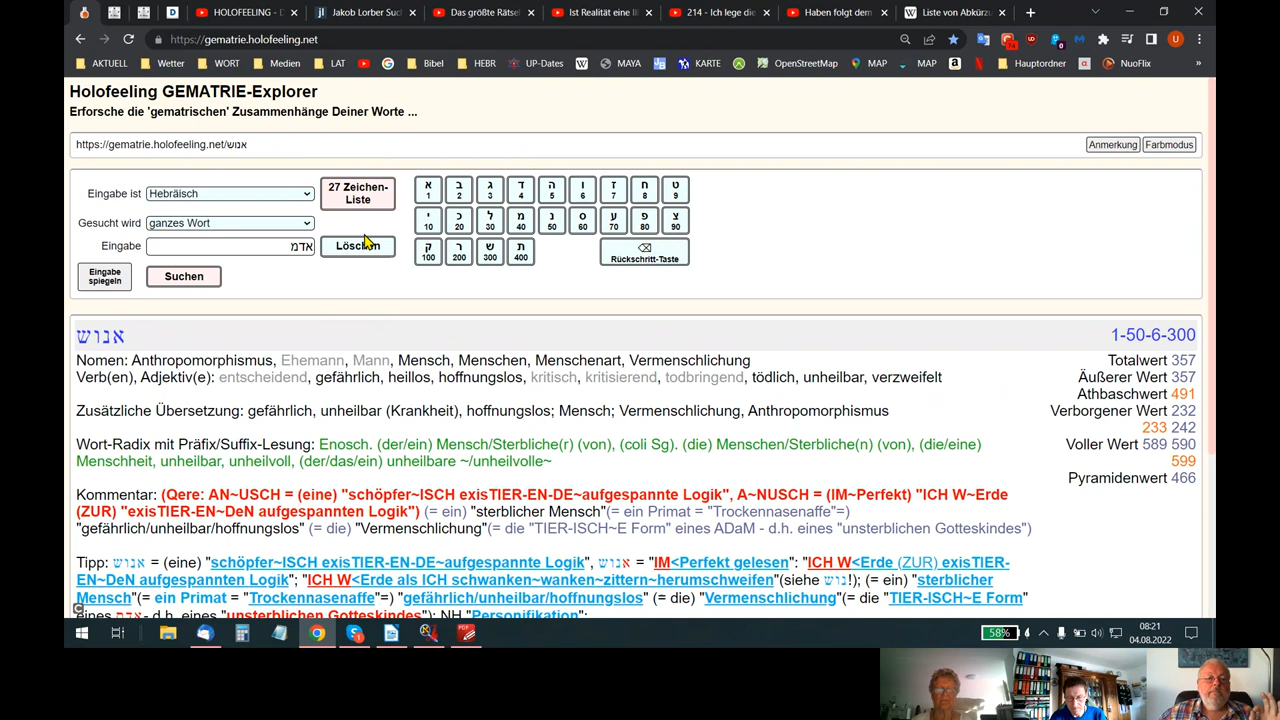 HOLOFEELING - D
Jakob Lorber Suc
Das größte Rätsel
Ist Realität eine Ill
214 - Ich lege die
Haben folgt dem
Liste von Abkürzu
https://gematrie.holofeeling.net
AKTUELL Wetter WORT Medien LAT Bibel HEBR UP-Dates MAYA KARTE OpenStreetMap MAP MAP Hauptordner NuoFlix »
Holofeeling GEMATRIE-Explorer
Erforsche die 'gematrischen' Zusammenhänge Deiner Worte ...
https://gematrie.holofeeling.net/אנוש
Anmerkung Farbmodus
Eingabe ist Hebräisch
27 Zeichen-
Liste
Gesucht wird ganzes Wort
Eingabe אדמ Löschen
Eingabe
spiegeln
Suchen
א ב ג ד ה ו ז ח ט
1 2 3 4 5 6 7 8 9
י כ ל מ נ ס ע פ צ
10 20 30 40 50 60 70 80 90
ק ר ש ת ⌫
100 200 300 400 Rückschritt-Taste
אנוש 1-50-6-300
Nomen: Anthropomorphismus, Ehemann, Mann, Mensch, Menschen, Menschenart, Vermenschlichung
Verb(en), Adjektiv(e): entscheidend, gefährlich, heillos, hoffnungslos, kritisch, kritisierend, todbringend, tödlich, unheilbar, verzweifelt
Zusätzliche Übersetzung: gefährlich, unheilbar (Krankheit), hoffnungslos; Mensch; Vermenschlichung, Anthropomorphismus
Wort-Radix mit Präfix/Suffix-Lesung: Enosch. (der/ein) Mensch/Sterbliche(r) (von), (coli Sg). (die) Menschen/Sterbliche(n) (von), (die/eine)
Menschheit, unheilbar, unheilvoll, (der/das/ein) unheilbare ~/unheilvolle~
Kommentar: (Qere: AN~USCH = (eine) "schöpfer~ISCH exisTIER-EN-DE~aufgespannte Logik", A~NUSCH = (IM~Perfekt) "ICH W~Erde
(ZUR) "exisTIER-EN~DeN aufgespannten Logik") (= ein) "sterblicher Mensch"(= ein Primat = "Trockennasenaffe"=)
"gefährlich/unheilbar/hoffnungslos" (= die) "Vermenschlichung"(= die "TIER-ISCH~E Form" eines ADaM - d.h. eines "unsterblichen Gotteskindes")
Tipp: אנוש = (eine) "schöpfer~ISCH exisTIER-EN-DE~aufgespannte Logik", אנוש = "IM<Perfekt gelesen": "ICH W<Erde (ZUR) exisTIER-
EN~DeN aufgespannten Logik"; "ICH W<Erde als ICH schwanken~wanken~zittern~herumschweifen"(siehe נוש!); (= ein) "sterblicher
Mensch"(= ein Primat = "Trockennasenaffe"=) "gefährlich/unheilbar/hoffnungslos" (= die) "Vermenschlichung"(= die "TIER-ISCH~E Form"
eines אדם- d.h. eines "unsterblichen Gotteskindes"); NH "Personifikation";
Totalwert 357
Äußerer Wert 357
Athbaschwert 491
Verborgener Wert 232
233 242
Voller Wert 589 590
599
Pyramidenwert 466
58%
08:21
04.08.2022